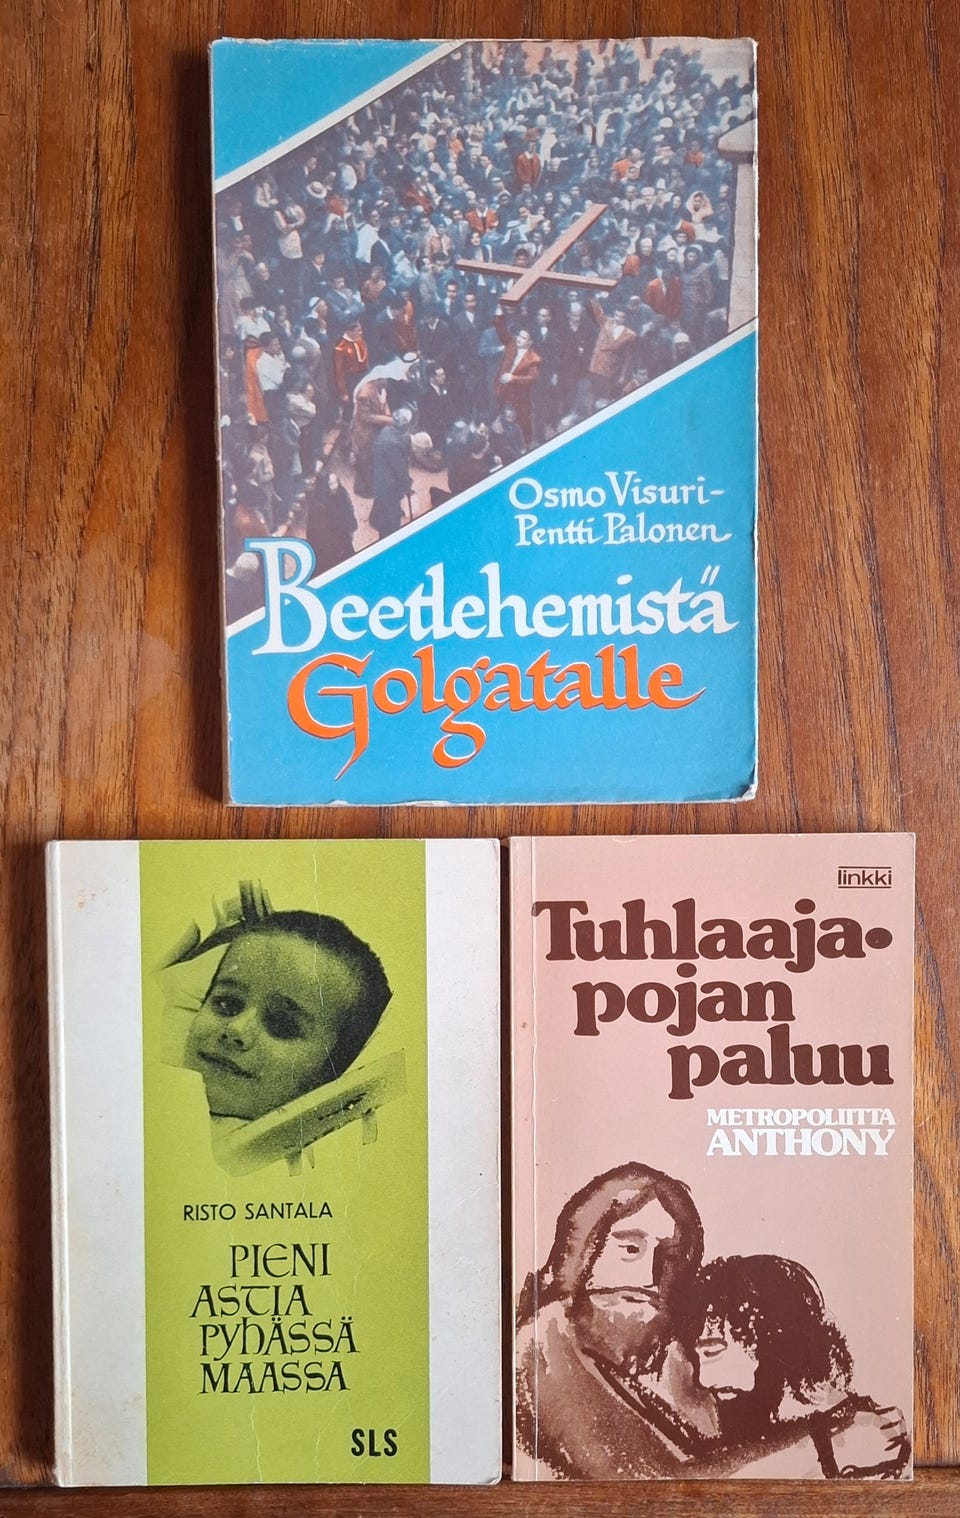 Osmo Visuri-
Pentti Palonen
Beetlehemistä
Golgatalle
RISTO SANTALA
PIENI
ASTIA
PYHÄSSÄ
MAASSA
SLS
linkki
Tuhlaaja-
pojan
paluu
METROPOLIITTA
ANTHONY